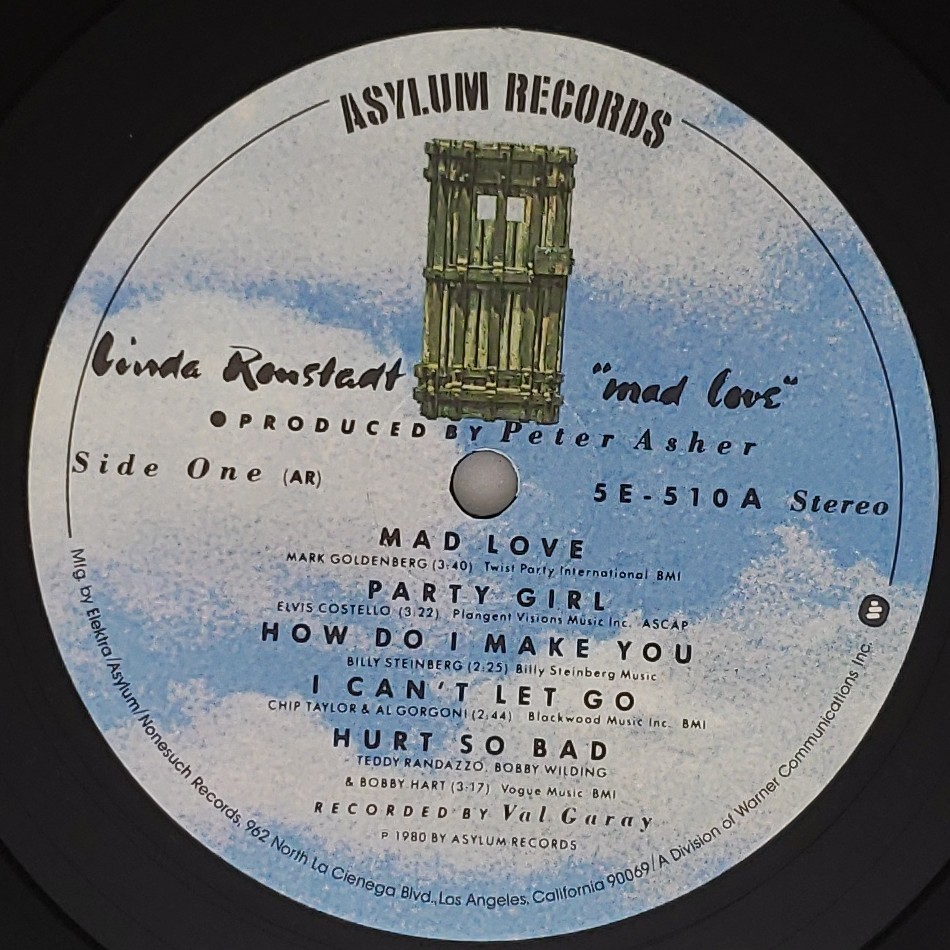 ASYLUM RECORDS
Linda Ronstadt "mad love"
PRODUCED BY Peter Asher
Side One (AR) 5E-510A Stereo
MAD LOVE
MARK GOLDENBERG (3:40) Twist Party International BMI
PARTY GIRL
ELVIS COSTELLO (3:22) Plangent Visions Music Inc. ASCAP
HOW DO I MAKE YOU
BILLY STEINBERG (2:25) Billy Steinberg Music
I CAN'T LET GO
CHIP TAYLOR & AL GORGONI (2:44) Blackwood Music Inc. BMI
HURT SO BAD
TEDDY RANDAZZO, BOBBY WILDING
& BOBBY HART (3:17) Vogue Music BMI
RECORDED BY Val Garay
P 1980 BY ASYLUM RECORDS
Mfg. by Elektra/Asylum/Nonesuch Records, 962 North La Cienega Blvd., Los Angeles, California 90069/A Division of Warner Communications Inc.